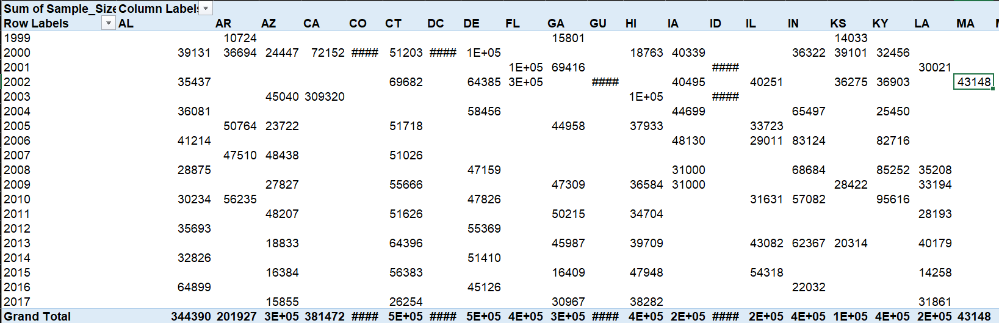 Sum of Sample_Size Column Labels
Row Labels AL AR AZ CA CO CT DC DE FL GA GU HI IA ID IL IN KS KY LA MA
1999 10724 15801 14033
2000 39131 36694 24447 72152 #### 51203 #### 1E+05 18763 40339 36322 39101 32456
2001 1E+05 69416 #### 30021
2002 35437 69682 64385 3E+05 #### 40495 40251 36275 36903 43148
2003 45040 309320 1E+05 ####
2004 36081 58456 44699 65497 25450
2005 50764 23722 51718 44958 37933 33723
2006 41214 48130 29011 83124 82716
2007 47510 48438 51026
2008 28875 47159 31000 68684 85252 35208
2009 27827 55666 47309 36584 31000 28422 33194
2010 30234 56235 47826 31631 57082 95616
2011 48207 51626 50215 34704 28193
2012 35693 55369
2013 18833 64396 45987 39709 43082 62367 20314 40179
2014 32826 51410
2015 16384 56383 16409 47948 54318 14258
2016 64899 45126 22032
2017 15855 26254 30967 38282 31861
Grand Total 344390 201927 3E+05 381472 #### 5E+05 #### 5E+05 4E+05 3E+05 #### 4E+05 2E+05 #### 2E+05 4E+05 1E+05 4E+05 2E+05 43148